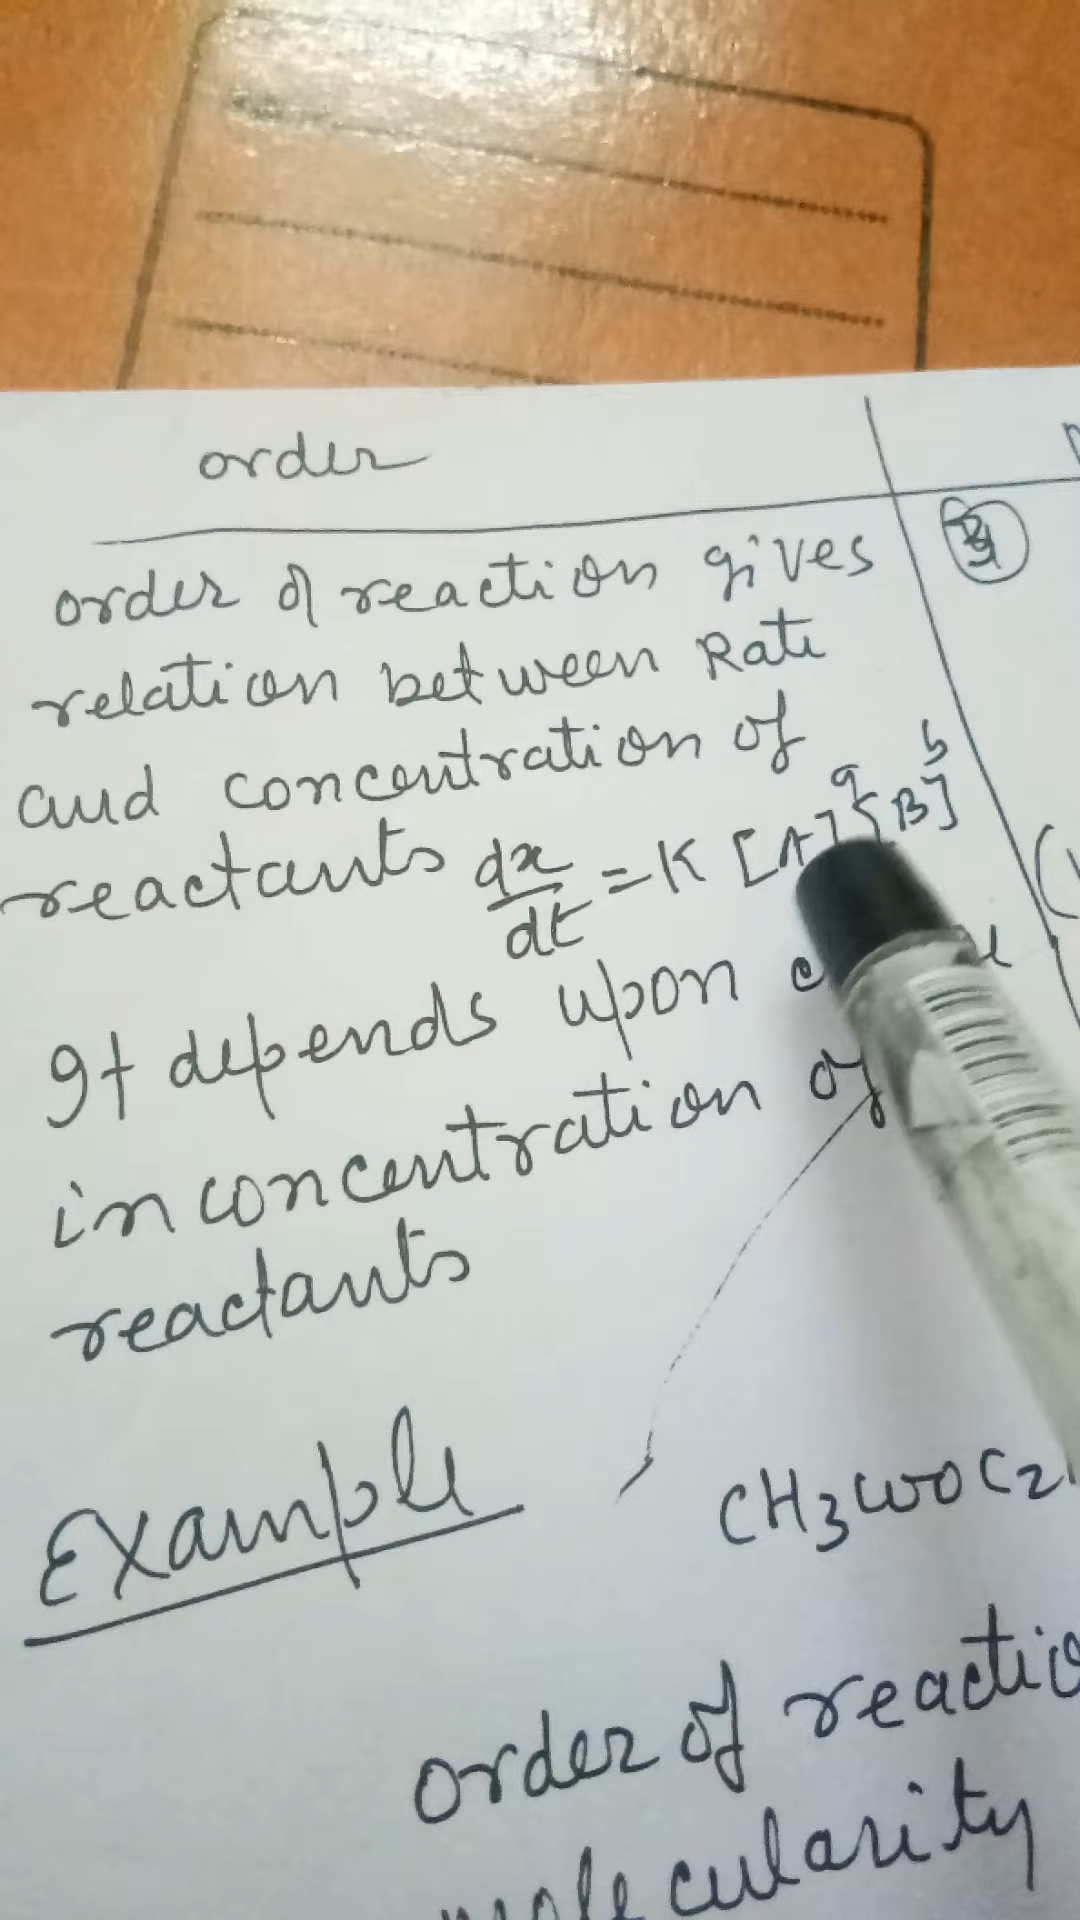 order
order of reaction gives
relation between Rate
and concentration of
reactants dx/dt = K [A]^a [B]^b
It depends upon
in concentration of
reactants
Example
CH3COOC2
order of reactio
molecularity